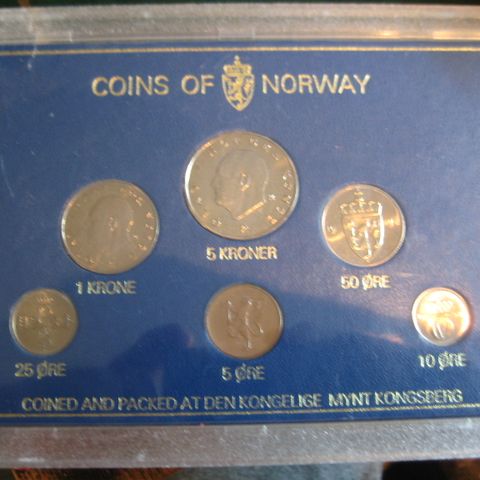 COINS OF NORWAY
5 KRONER
1 KRONE
50 ØRE
25 ØRE
5 ØRE
10 ØRE
COINED AND PACKED AT DEN KONGELIGE MYNT KONGSBERG